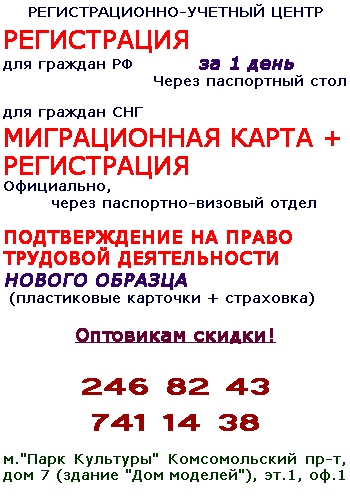 РЕГИСТРАЦИОННО-УЧЕТНЫЙ ЦЕНТР
РЕГИСТРАЦИЯ
для граждан РФ за 1 день
Через паспортный стол
для граждан СНГ
МИГРАЦИОННАЯ КАРТА +
РЕГИСТРАЦИЯ
Официально,
через паспортно-визовый отдел
ПОДТВЕРЖДЕНИЕ НА ПРАВО
ТРУДОВОЙ ДЕЯТЕЛЬНОСТИ
НОВОГО ОБРАЗЦА
(пластиковые карточки + страховка)
Оптовикам скидки!
246 82 43
741 14 38
м."Парк Культуры" Комсомольский пр-т,
дом 7 (здание "Дом моделей"), эт.1, оф.1